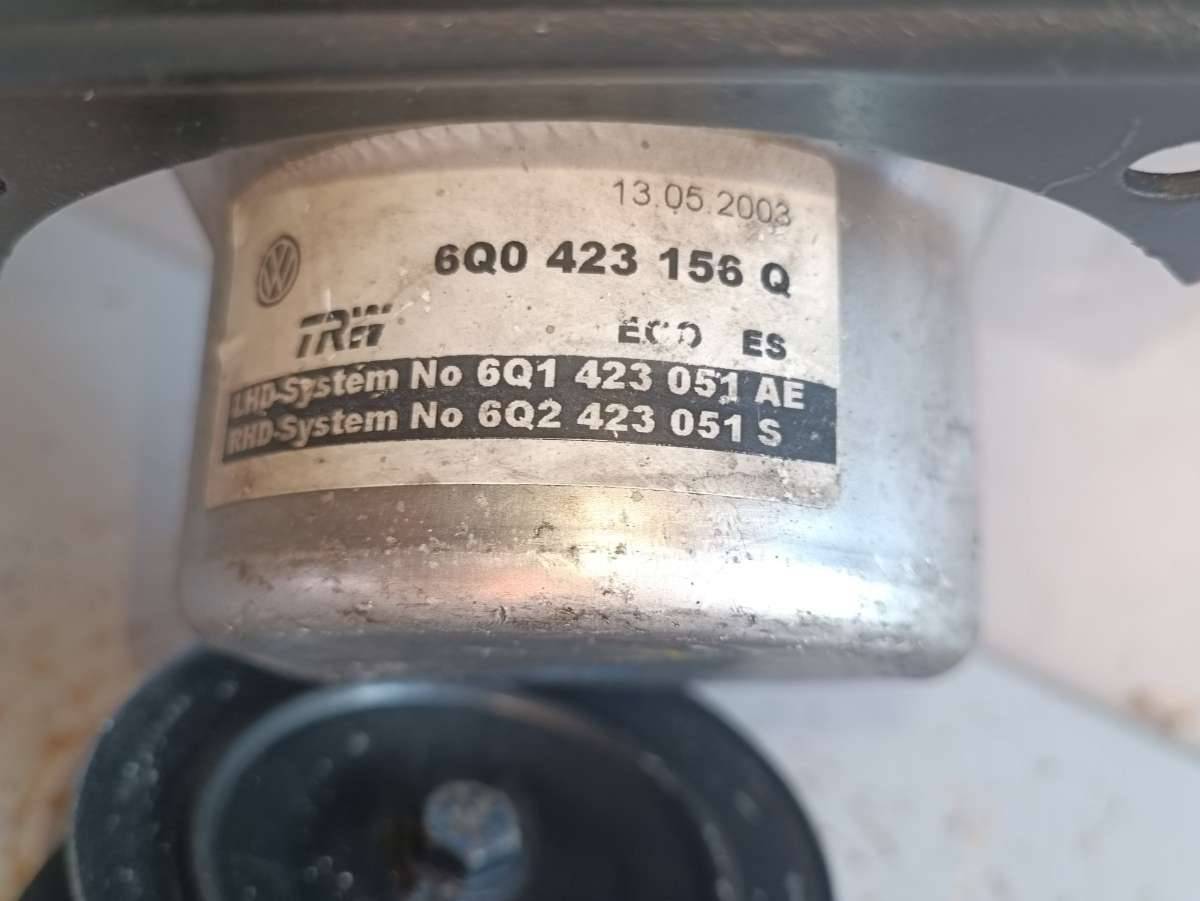 13.05.2003
6Q0 423 156 Q
TRW ECO ES
LHD-System No 6Q1 423 051 AE
RHD-System No 6Q2 423 051 S